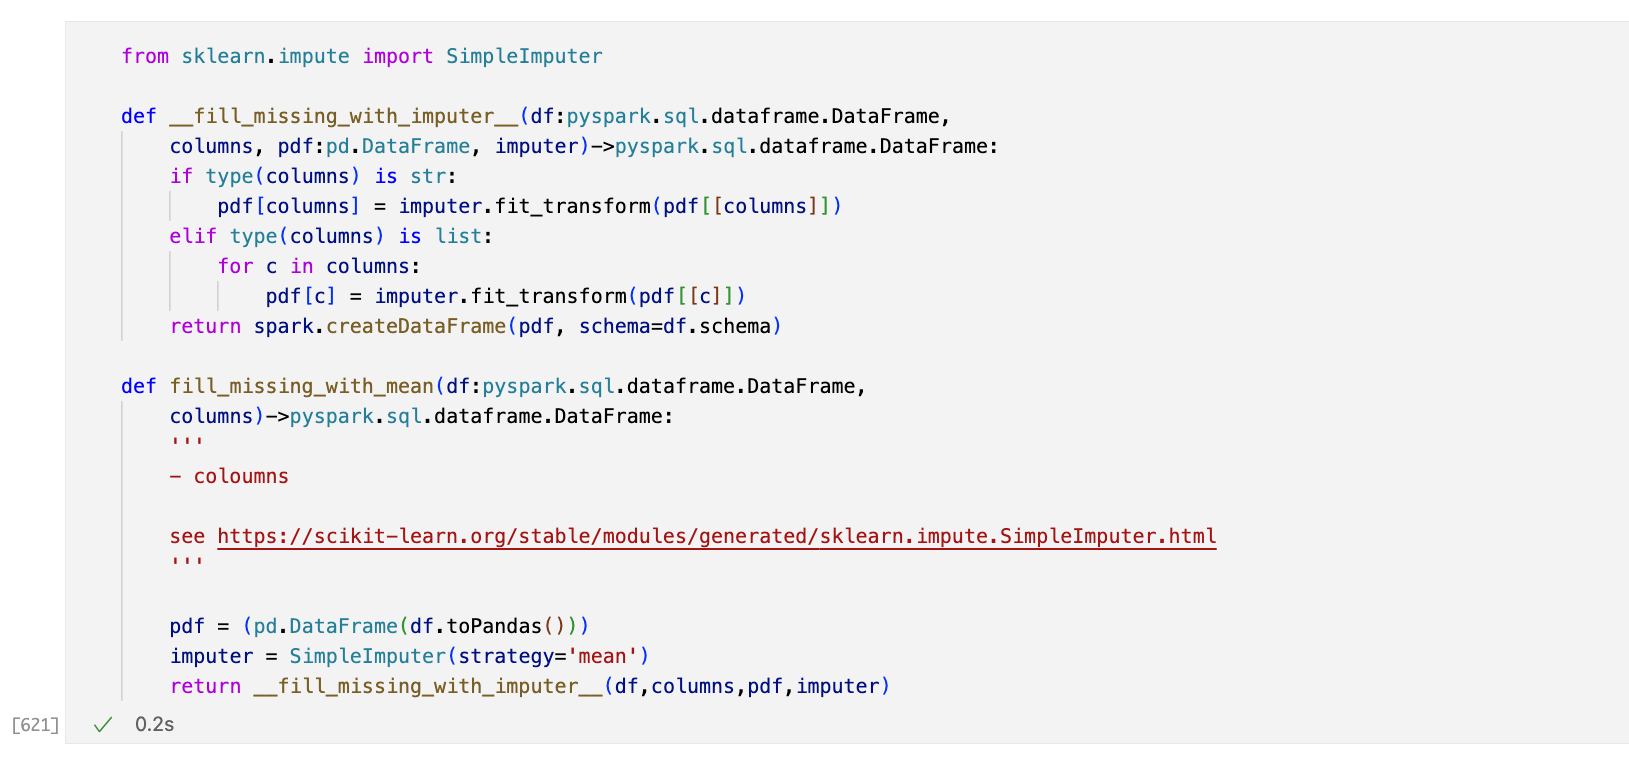 from sklearn.impute import SimpleImputer
def __fill_missing_with_imputer__(df:pyspark.sql.dataframe.DataFrame,
columns, pdf:pd.DataFrame, imputer)->pyspark.sql.dataframe.DataFrame:
if type(columns) is str:
pdf[columns] = imputer.fit_transform(pdf[[columns]])
elif type(columns) is list:
for c in columns:
pdf[c] = imputer.fit_transform(pdf[[c]])
return spark.createDataFrame(pdf, schema=df.schema)
def fill_missing_with_mean(df:pyspark.sql.dataframe.DataFrame,
columns)->pyspark.sql.dataframe.DataFrame:
'''
- coloumns
see https://scikit-learn.org/stable/modules/generated/sklearn.impute.SimpleImputer.html
'''
pdf = (pd.DataFrame(df.toPandas()))
imputer = SimpleImputer(strategy='mean')
return __fill_missing_with_imputer__(df,columns,pdf,imputer)
[621] ✓ 0.2s